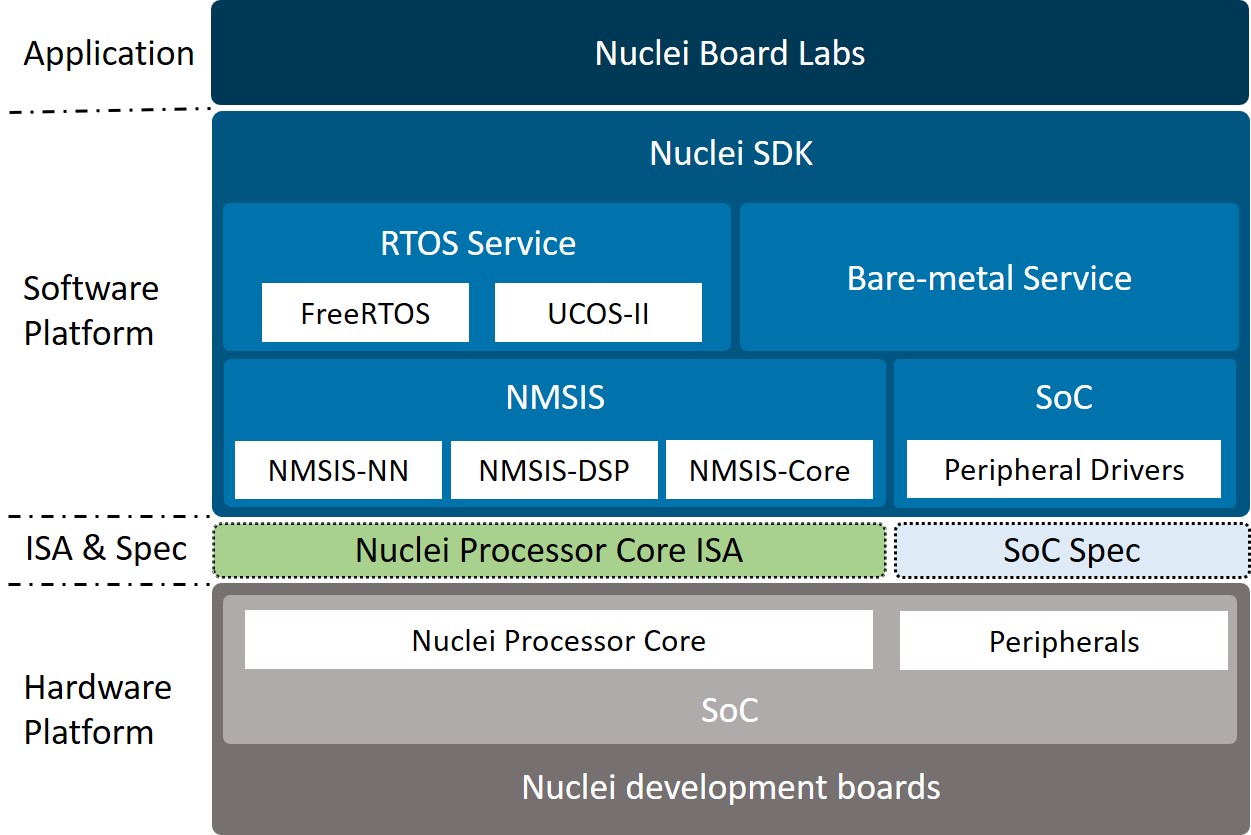 Application
Nuclei Board Labs
Nuclei SDK
Software
Platform
RTOS Service
FreeRTOS
UCOS-II
Bare-metal Service
NMSIS
NMSIS-NN
NMSIS-DSP
NMSIS-Core
SoC
Peripheral Drivers
ISA & Spec
Nuclei Processor Core ISA
SoC Spec
Hardware
Platform
Nuclei Processor Core
Peripherals
SoC
Nuclei development boards